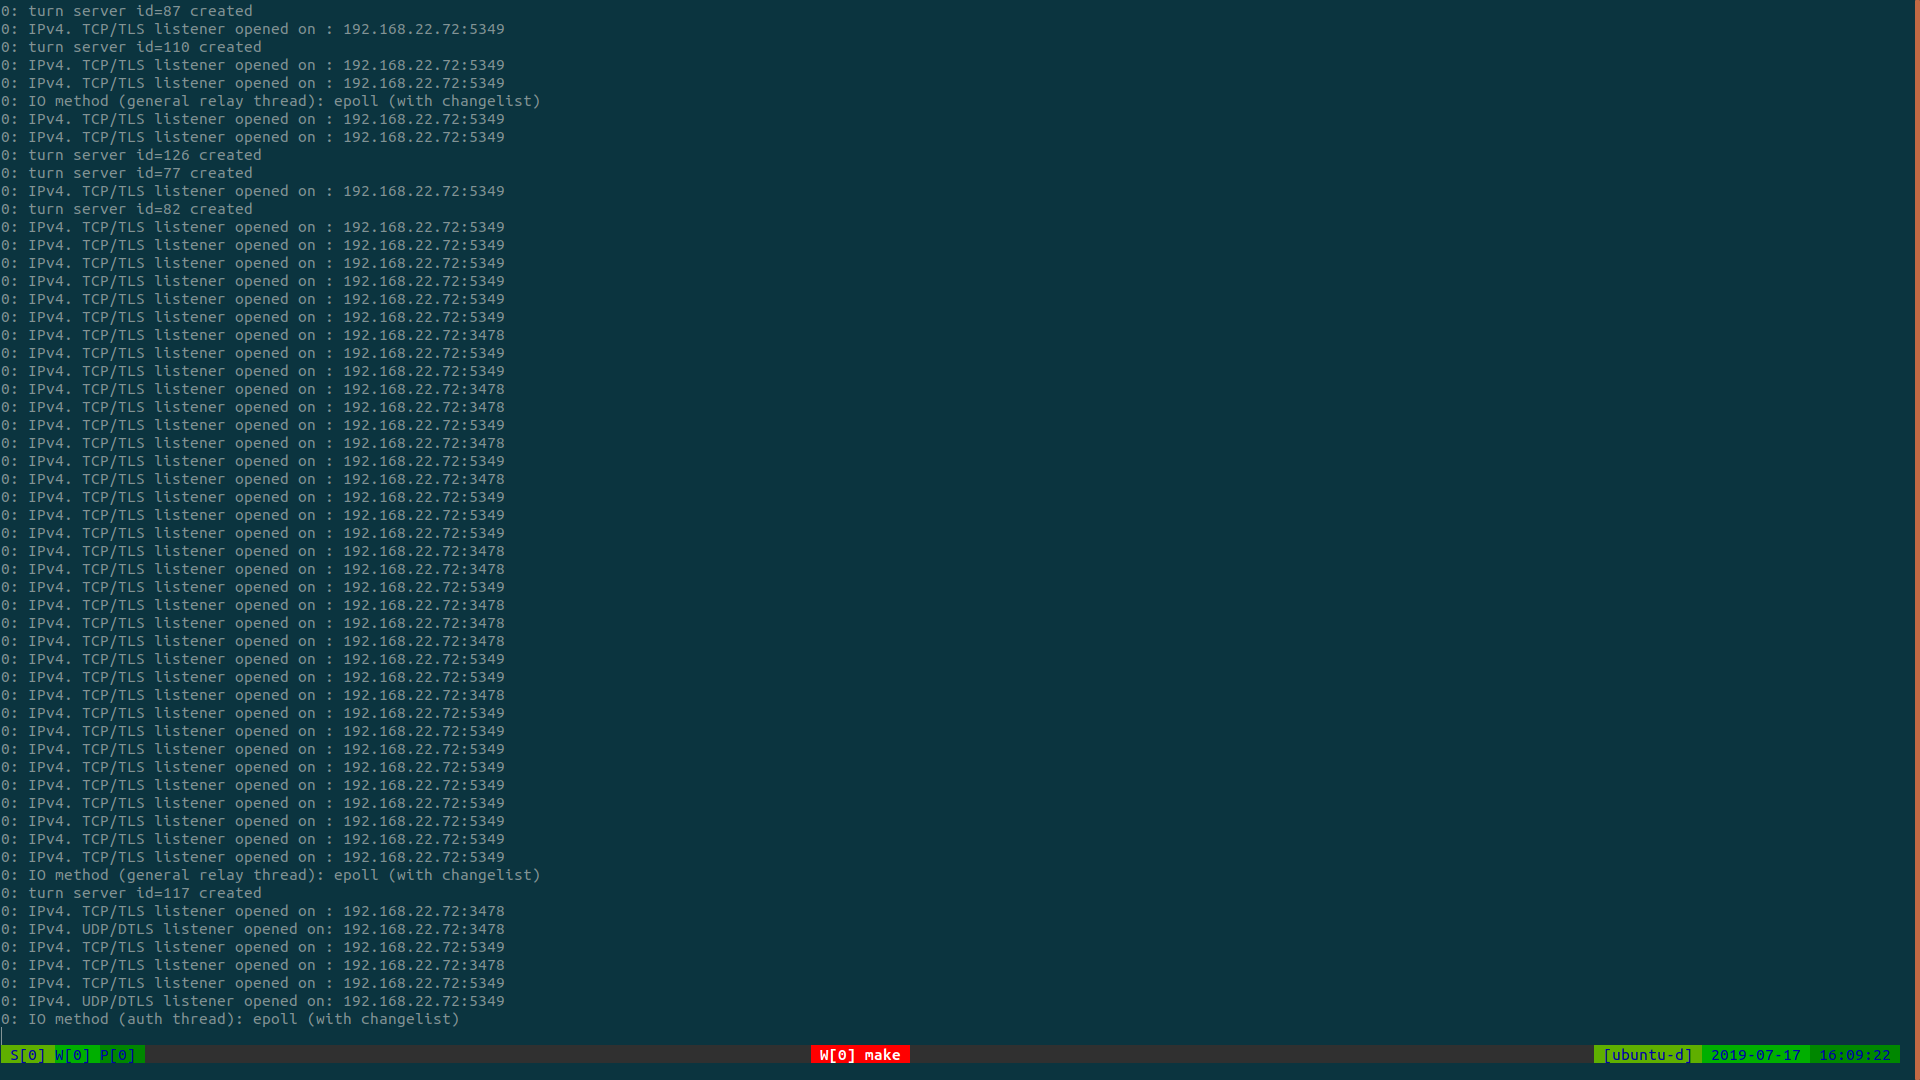 0: turn server id=87 created
0: IPv4. TCP/TLS listener opened on : 192.168.22.72:5349
0: turn server id=110 created
0: IPv4. TCP/TLS listener opened on : 192.168.22.72:5349
0: IPv4. TCP/TLS listener opened on : 192.168.22.72:5349
0: IO method (general relay thread): epoll (with changelist)
0: IPv4. TCP/TLS listener opened on : 192.168.22.72:5349
0: IPv4. TCP/TLS listener opened on : 192.168.22.72:5349
0: turn server id=126 created
0: turn server id=77 created
0: IPv4. TCP/TLS listener opened on : 192.168.22.72:5349
0: turn server id=82 created
0: IPv4. TCP/TLS listener opened on : 192.168.22.72:5349
0: IPv4. TCP/TLS listener opened on : 192.168.22.72:5349
0: IPv4. TCP/TLS listener opened on : 192.168.22.72:5349
0: IPv4. TCP/TLS listener opened on : 192.168.22.72:5349
0: IPv4. TCP/TLS listener opened on : 192.168.22.72:5349
0: IPv4. TCP/TLS listener opened on : 192.168.22.72:5349
0: IPv4. TCP/TLS listener opened on : 192.168.22.72:3478
0: IPv4. TCP/TLS listener opened on : 192.168.22.72:5349
0: IPv4. TCP/TLS listener opened on : 192.168.22.72:5349
0: IPv4. TCP/TLS listener opened on : 192.168.22.72:3478
0: IPv4. TCP/TLS listener opened on : 192.168.22.72:3478
0: IPv4. TCP/TLS listener opened on : 192.168.22.72:5349
0: IPv4. TCP/TLS listener opened on : 192.168.22.72:3478
0: IPv4. TCP/TLS listener opened on : 192.168.22.72:5349
0: IPv4. TCP/TLS listener opened on : 192.168.22.72:3478
0: IPv4. TCP/TLS listener opened on : 192.168.22.72:5349
0: IPv4. TCP/TLS listener opened on : 192.168.22.72:5349
0: IPv4. TCP/TLS listener opened on : 192.168.22.72:5349
0: IPv4. TCP/TLS listener opened on : 192.168.22.72:3478
0: IPv4. TCP/TLS listener opened on : 192.168.22.72:3478
0: IPv4. TCP/TLS listener opened on : 192.168.22.72:5349
0: IPv4. TCP/TLS listener opened on : 192.168.22.72:3478
0: IPv4. TCP/TLS listener opened on : 192.168.22.72:3478
0: IPv4. TCP/TLS listener opened on : 192.168.22.72:3478
0: IPv4. TCP/TLS listener opened on : 192.168.22.72:5349
0: IPv4. TCP/TLS listener opened on : 192.168.22.72:5349
0: IPv4. TCP/TLS listener opened on : 192.168.22.72:3478
0: IPv4. TCP/TLS listener opened on : 192.168.22.72:5349
0: IPv4. TCP/TLS listener opened on : 192.168.22.72:5349
0: IPv4. TCP/TLS listener opened on : 192.168.22.72:5349
0: IPv4. TCP/TLS listener opened on : 192.168.22.72:5349
0: IPv4. TCP/TLS listener opened on : 192.168.22.72:5349
0: IPv4. TCP/TLS listener opened on : 192.168.22.72:5349
0: IPv4. TCP/TLS listener opened on : 192.168.22.72:5349
0: IPv4. TCP/TLS listener opened on : 192.168.22.72:5349
0: IPv4. TCP/TLS listener opened on : 192.168.22.72:5349
0: IO method (general relay thread): epoll (with changelist)
0: turn server id=117 created
0: IPv4. TCP/TLS listener opened on : 192.168.22.72:3478
0: IPv4. UDP/DTLS listener opened on: 192.168.22.72:3478
0: IPv4. TCP/TLS listener opened on : 192.168.22.72:5349
0: IPv4. TCP/TLS listener opened on : 192.168.22.72:3478
0: IPv4. TCP/TLS listener opened on : 192.168.22.72:5349
0: IPv4. UDP/DTLS listener opened on: 192.168.22.72:5349
0: IO method (auth thread): epoll (with changelist)
S[0] W[0] P[0] W[0] make [ubuntu-d] 2019-07-17 16:09:22